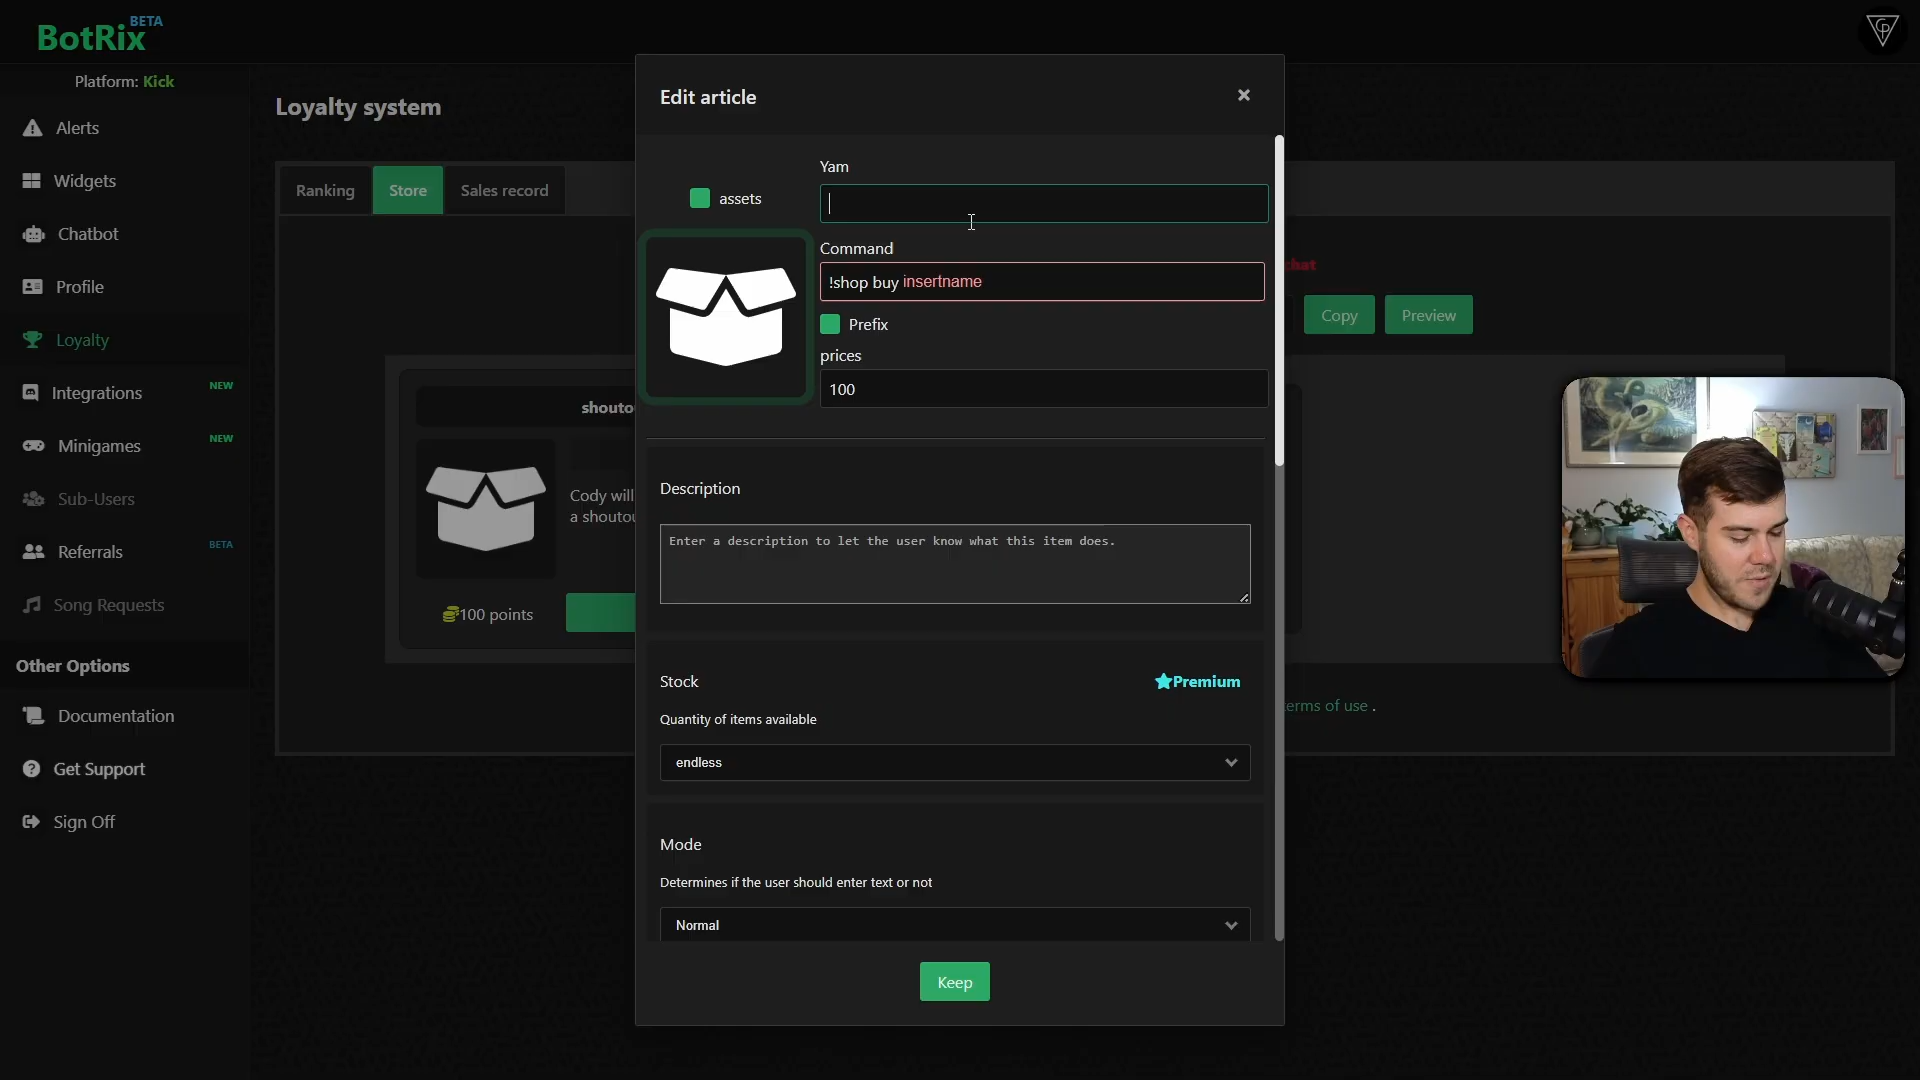 BotRix BETA
Platform: Kick
Alerts
Widgets
Chatbot
Profile
Loyalty
Integrations NEW
Minigames NEW
Sub-Users
Referrals BETA
Song Requests
Other Options
Documentation
Get Support
Sign Off
Loyalty system
Ranking Store Sales record
shoutou
Cody will
a shoutou
100 points
Edit article
×
assets
Yam
Command
!shop buy insertname
Prefix
prices
100
Description
Enter a description to let the user know what this item does.
Stock
Premium
Quantity of items available
endless
Mode
Determines if the user should enter text or not
Normal
Keep
chat
Copy Preview
terms of use .